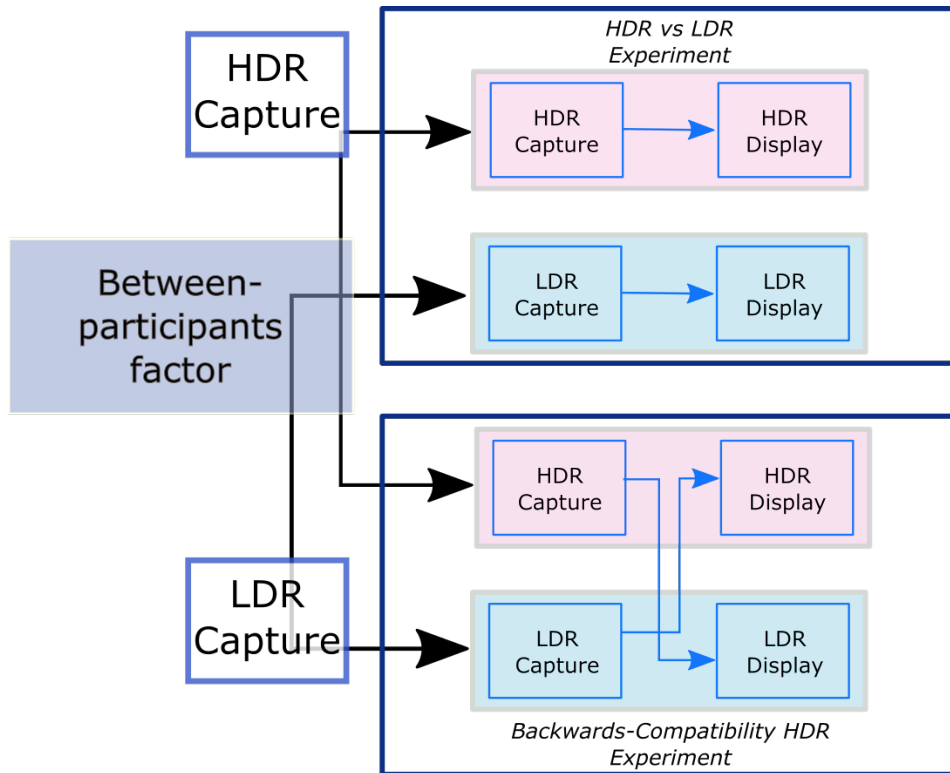 HDR
Capture
HDR vs LDR
Experiment
HDR
Capture
HDR
Display
LDR
Capture
LDR
Display
Between-
participants
factor
HDR
Capture
HDR
Display
LDR
Capture
LDR
Capture
LDR
Display
Backwards-Compatibility HDR
Experiment